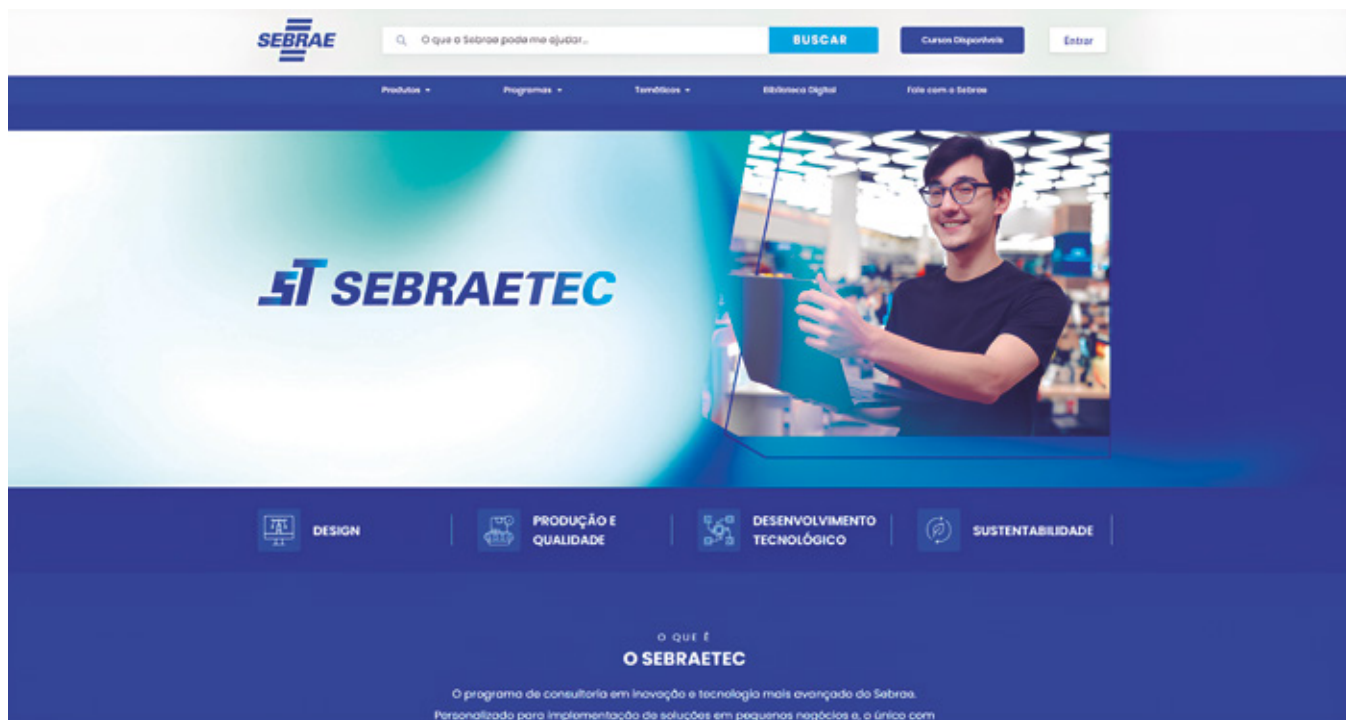 SEBRAE
O que o Sebrae pode me ajudar...
BUSCAR
Cursos Disponíveis
Entrar
Produtos
Programas
Temáticos
Biblioteca Digital
Fale com o Sebrae
ST SEBRAETEC
DESIGN
PRODUÇÃO E
QUALIDADE
DESENVOLVIMENTO
TECNOLÓGICO
SUSTENTABILIDADE
O QUE É
O SEBRAETEC
O programa de consultoria em inovação e tecnologia mais avançado do Sebrae.
Personalizado para implementação de soluções em pequenos negócios e, o único com